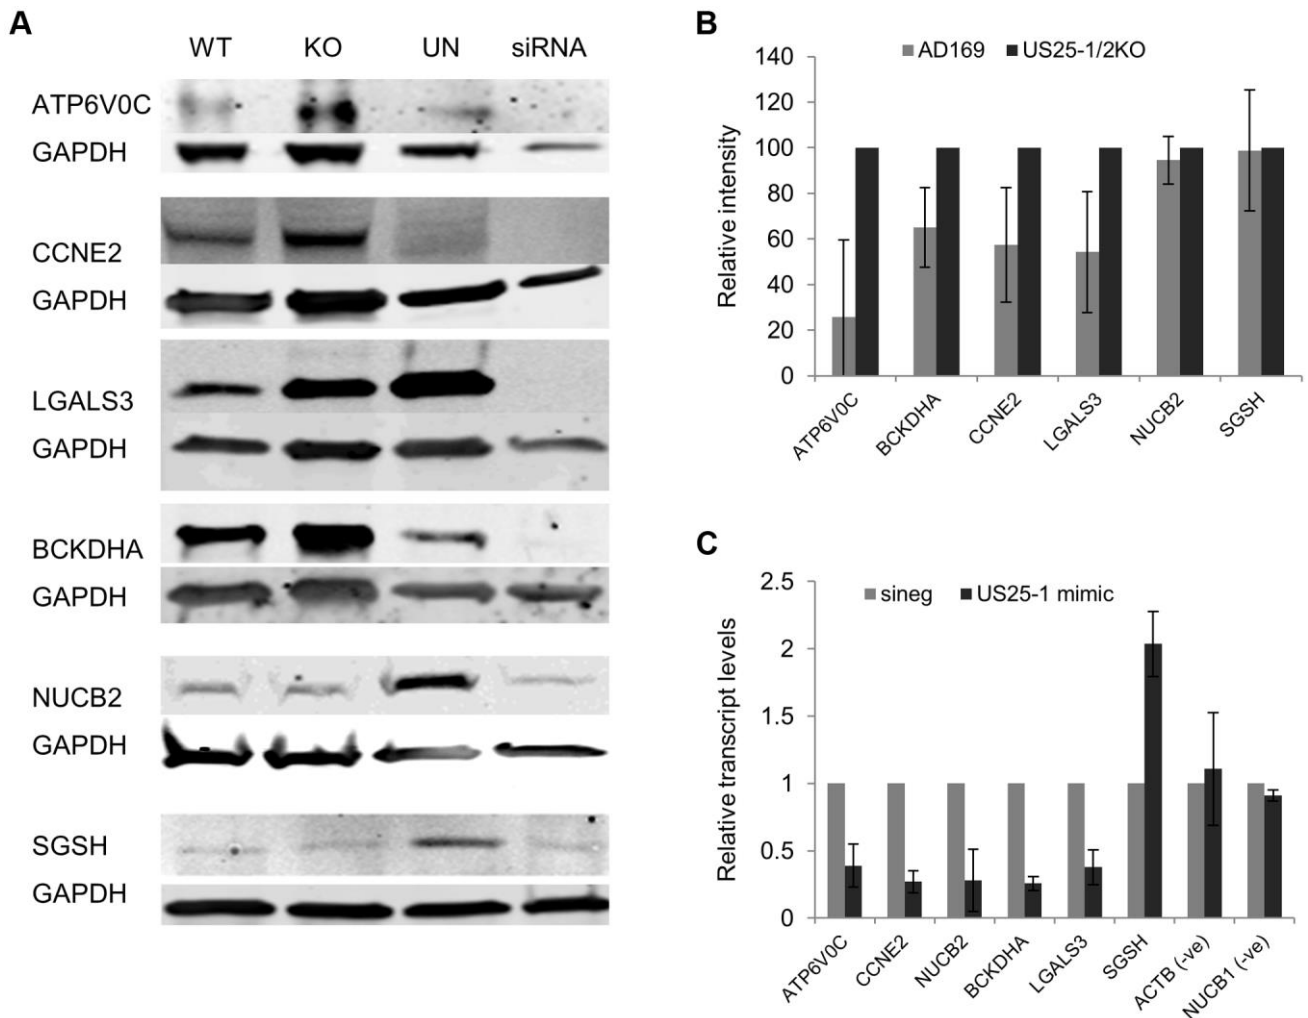 A
WT KO UN siRNA
ATP6V0C
GAPDH
CCNE2
GAPDH
LGALS3
GAPDH
BCKDHA
GAPDH
NUCB2
GAPDH
SGSH
GAPDH
B
AD169 US25-1/2KO
Relative intensity
140
120
100
80
60
40
20
0
ATP6V0C BCKDHA CCNE2 LGALS3 NUCB2 SGSH
C
sineg US25-1 mimic
Relative transcript levels
2.5
2
1.5
1
0.5
0
ATP6V0C CCNE2 NUCB2 BCKDHA LGALS3 SGSH ACTB (-ve) NUCB1 (-ve)